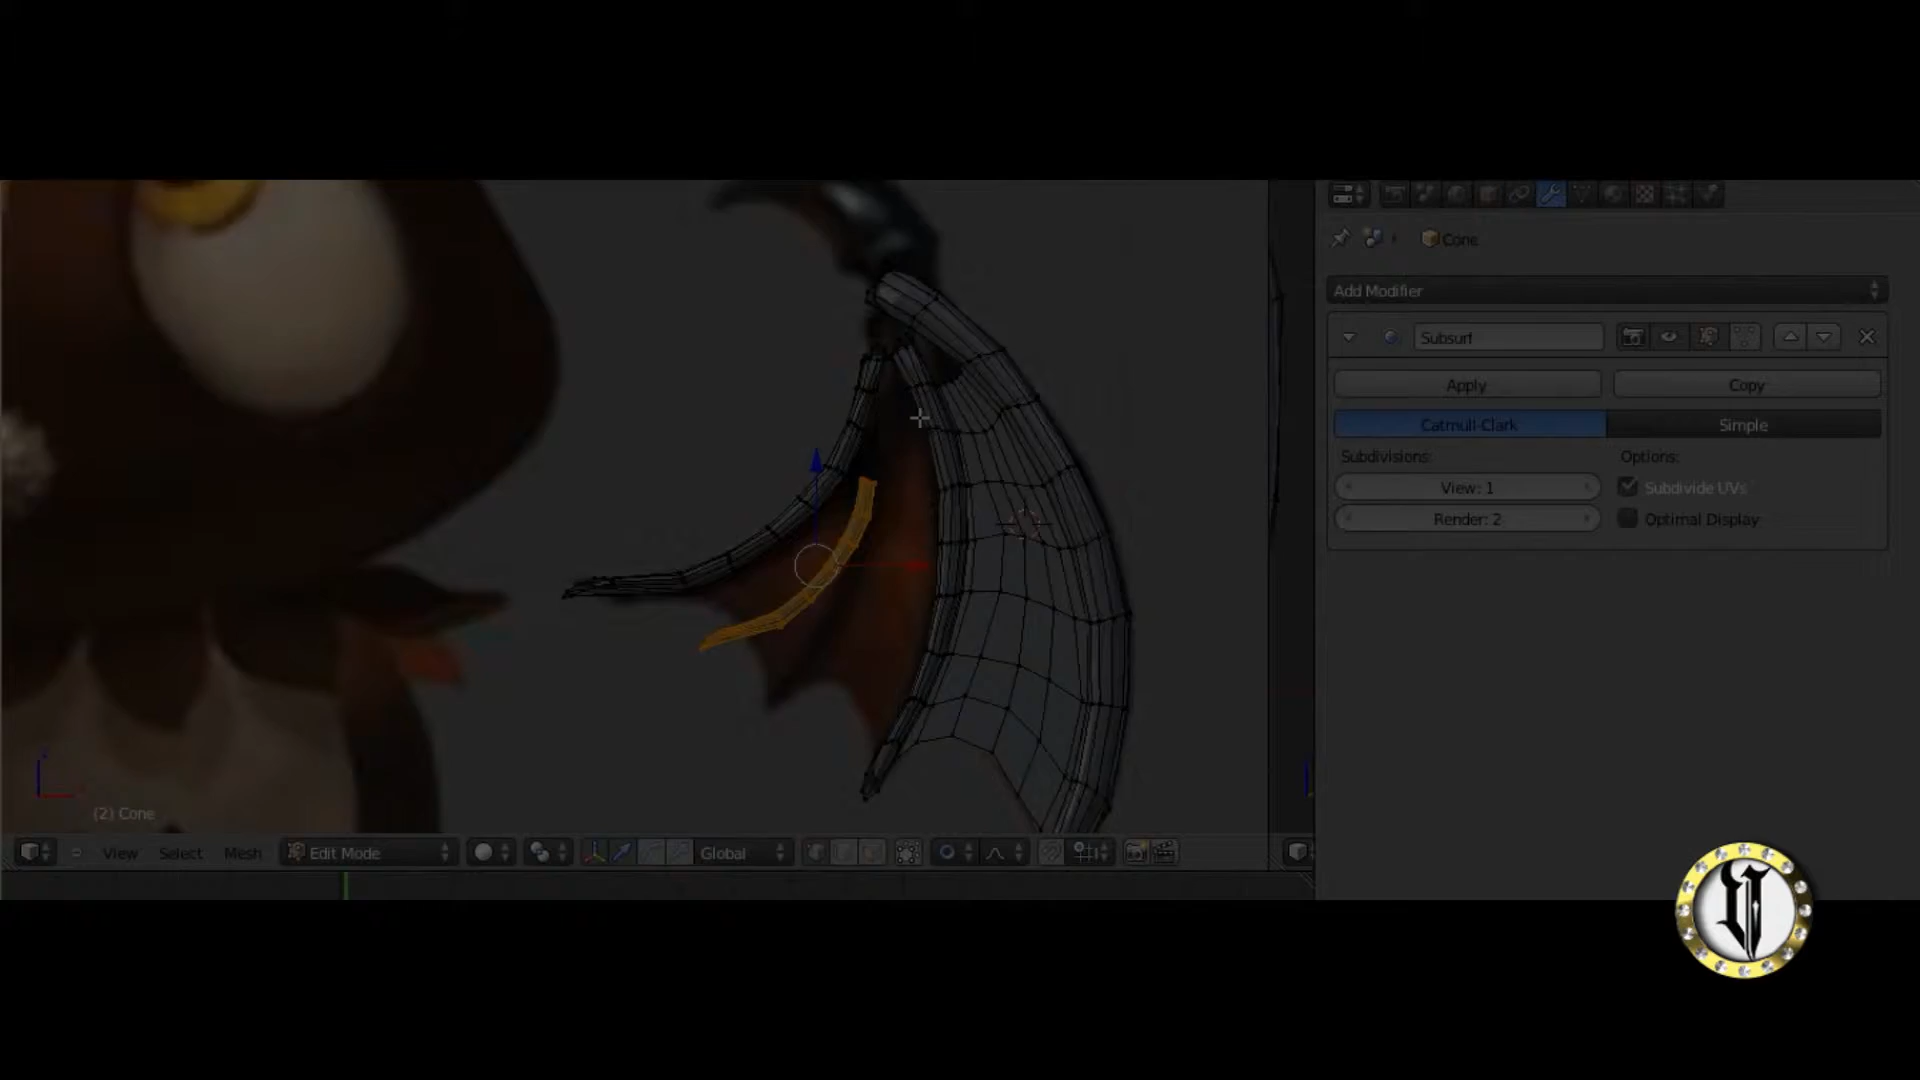 Cone
Add Modifier
Subsurf
Apply
Copy
Catmull-Clark
Simple
Subdivisions:
Options:
View: 1
Subdivide UVs
Render: 2
Optimal Display
(2) Cone
View
Select
Mesh
Edit Mode
Global